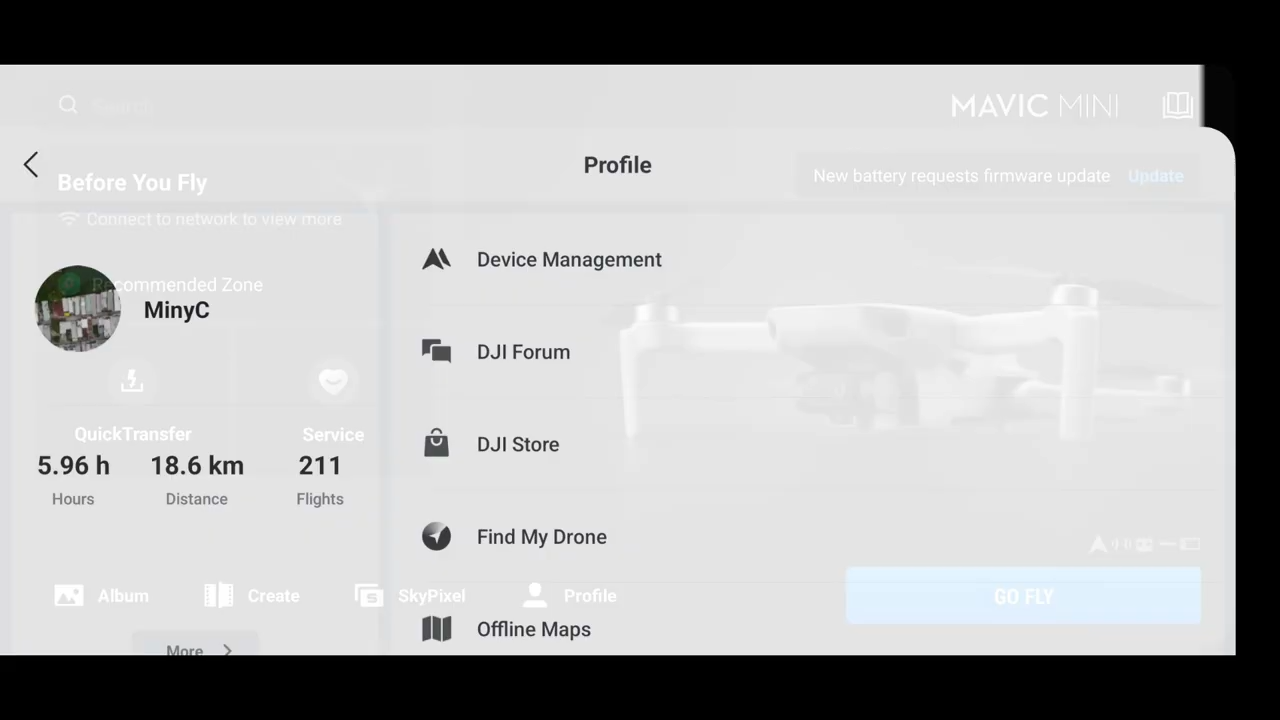 Search
MAVIC MINI
Profile
Before You Fly
New battery requests firmware update Update
Connect to network to view more
Device Management
Recommended Zone
MinyC
DJI Forum
QuickTransfer
Service
DJI Store
5.96 h
18.6 km
211
Hours
Distance
Flights
Find My Drone
Album
Create
SkyPixel
Profile
GO FLY
Offline Maps
More